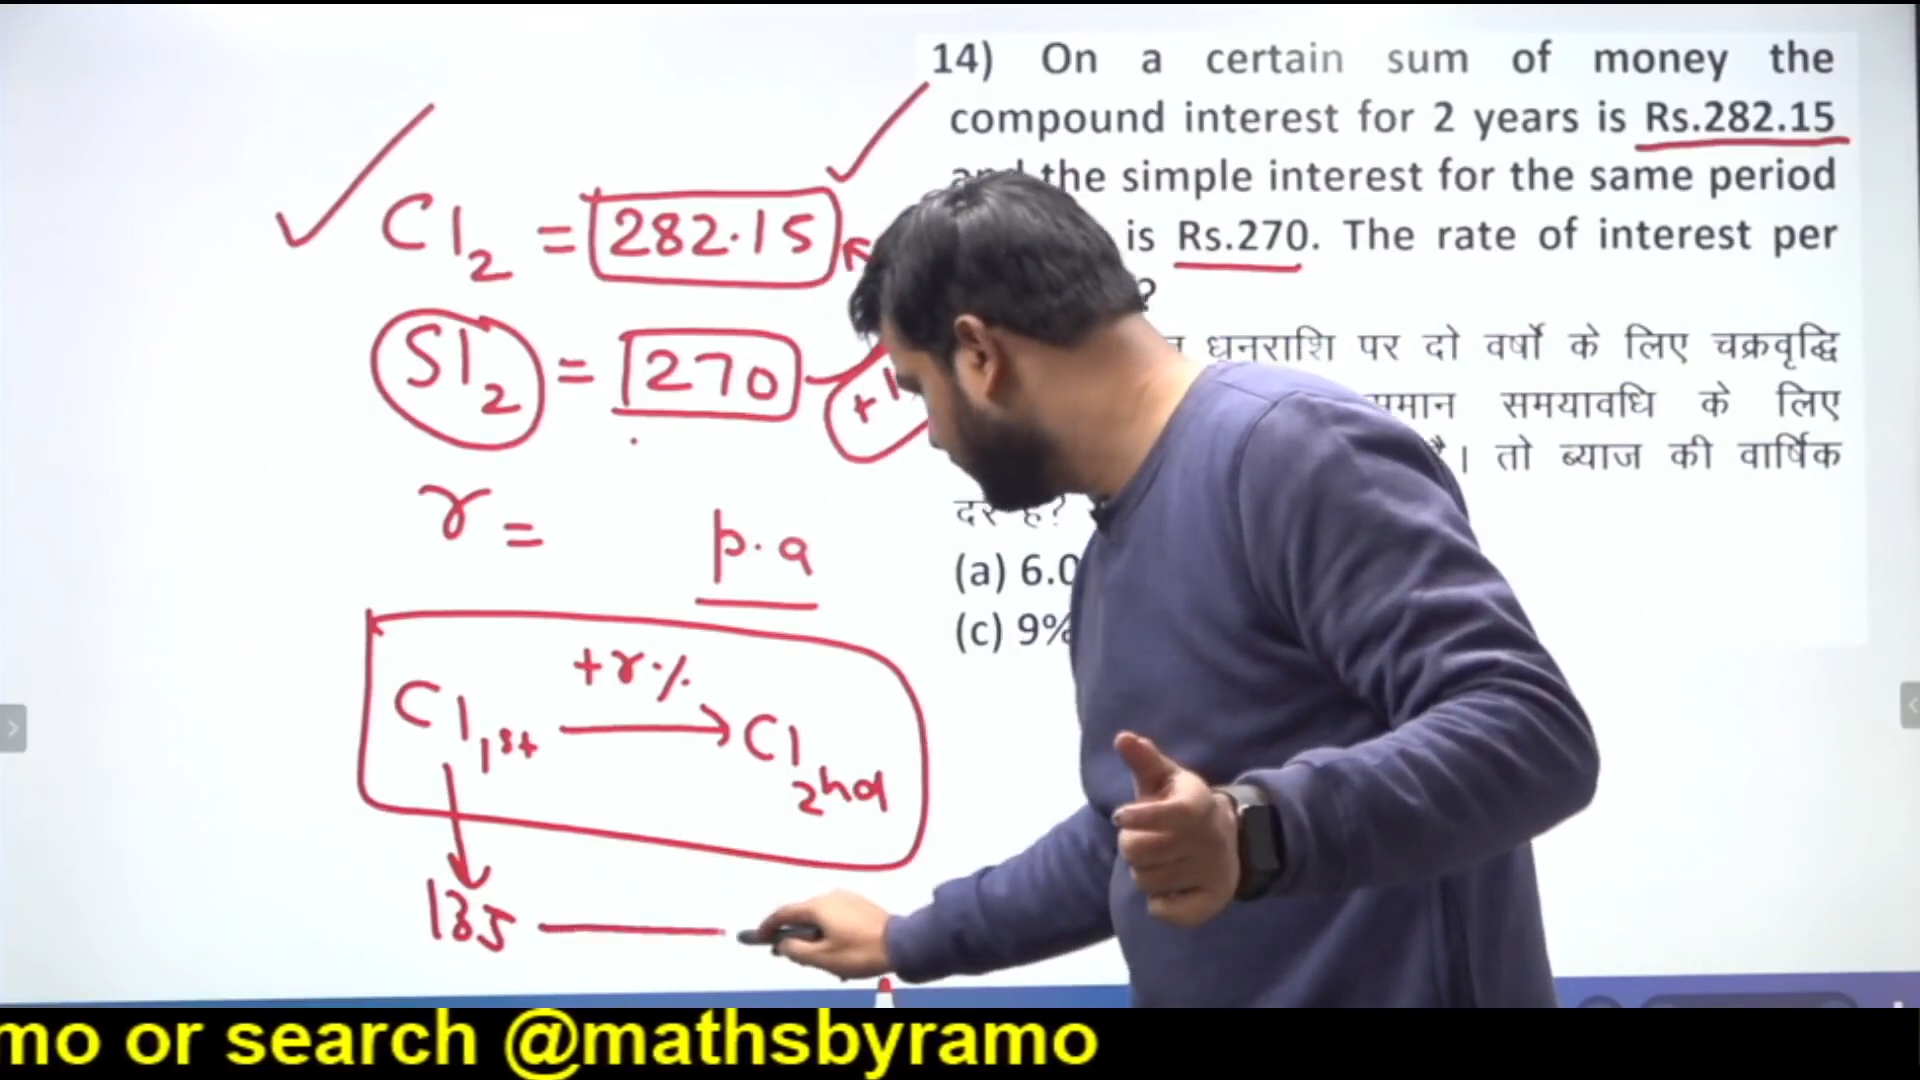 14) On a certain sum of money the
compound interest for 2 years is Rs.282.15
the simple interest for the same period
is Rs.270. The rate of interest per
?
धनराशि पर दो वर्षों के लिए चक्रवृद्धि
समयावधि के लिए
। तो ब्याज की वार्षिक
दर है?
(a) 6.0
(c) 9%
CI2 = 282.15
SI2 = 270
r = p.a
+r%
CI1st → CI2nd
135
mo or search @mathsbyramo